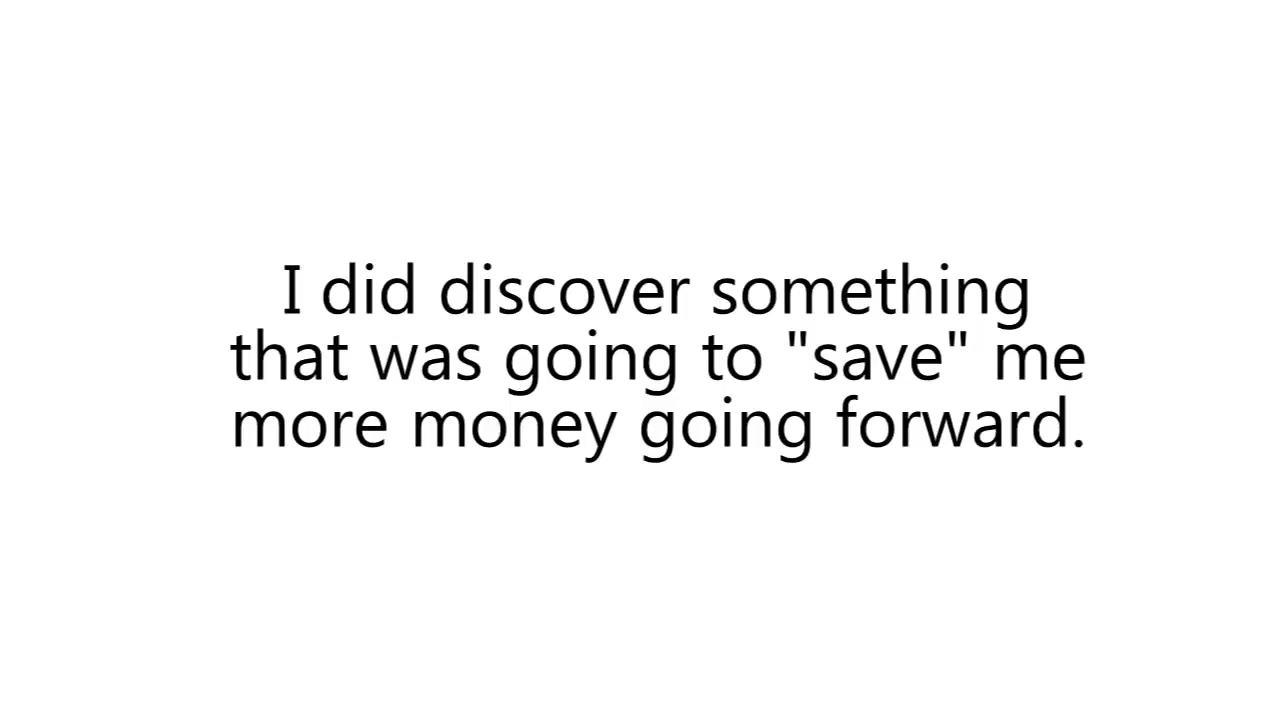 I did discover something
that was going to "save" me
more money going forward.